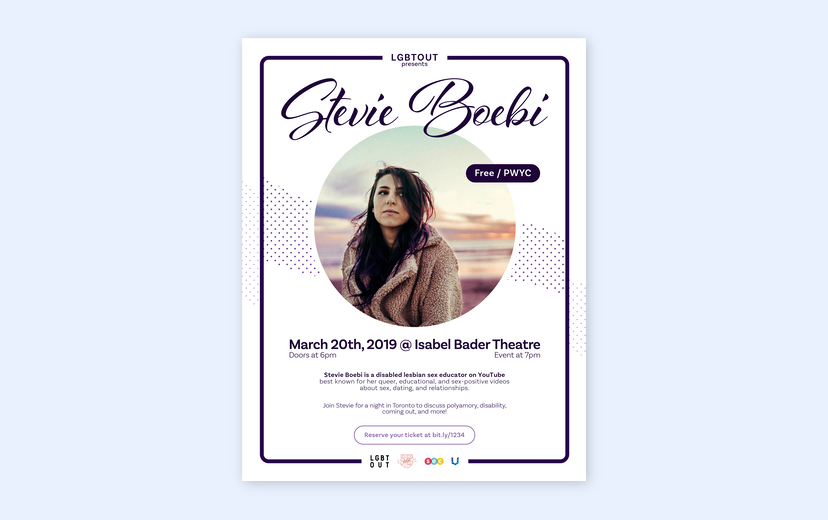 LGBTOUT
presents
Stevie Boebi
Free / PWYC
March 20th, 2019 @ Isabel Bader Theatre
Doors at 6pm Event at 7pm
Stevie Boebi is a disabled lesbian sex educator on YouTube
best known for her queer, educational, and sex-positive videos
about sex, dating, and relationships.
Join Stevie for a night in Toronto to discuss polyamory, disability,
coming out, and more!
Reserve your ticket at bit.ly/1234
LGBT
OUT